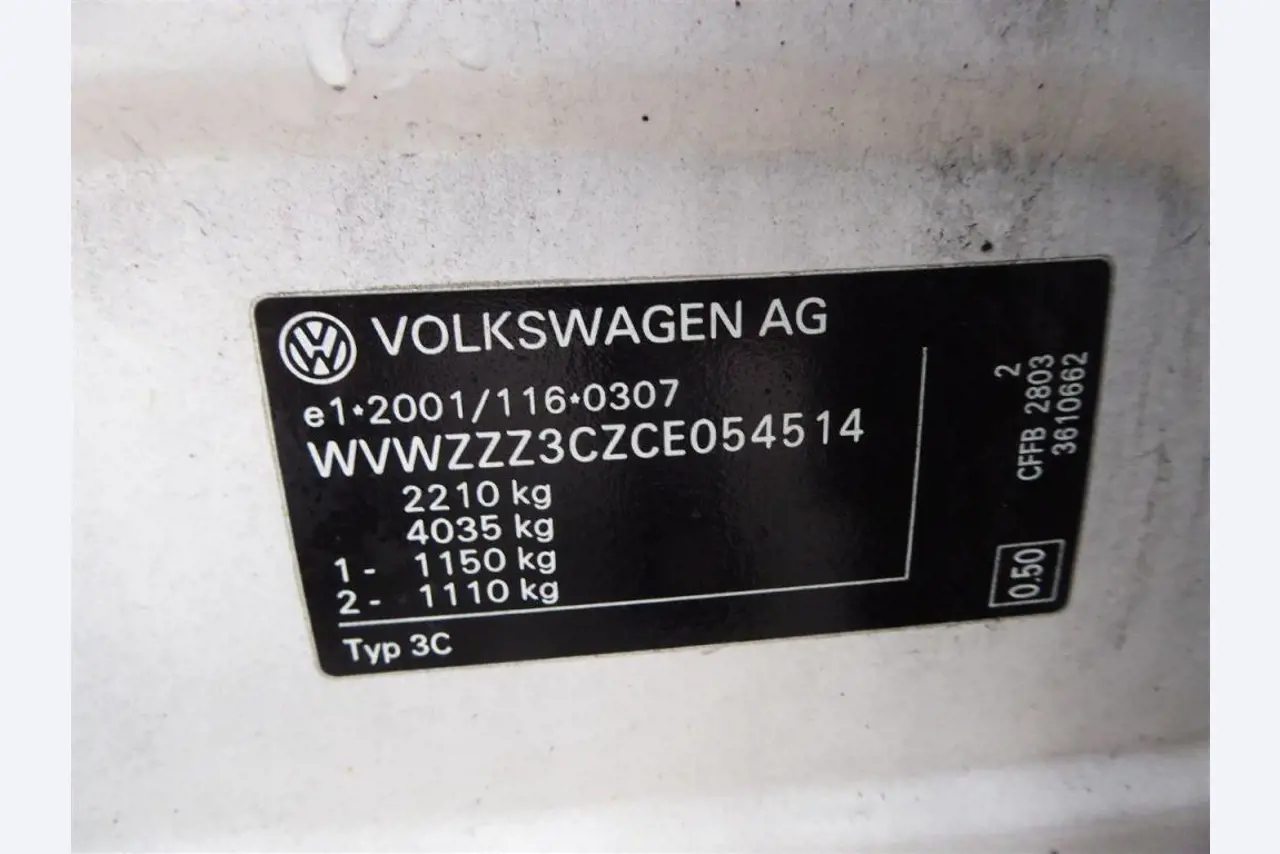 VOLKSWAGEN AG
e1*2001/116*0307
WVWZZZ3CZCE054514
2210 kg
4035 kg
1- 1150 kg
2- 1110 kg
Typ 3C
2
CFFB 2803
3610662
0.50